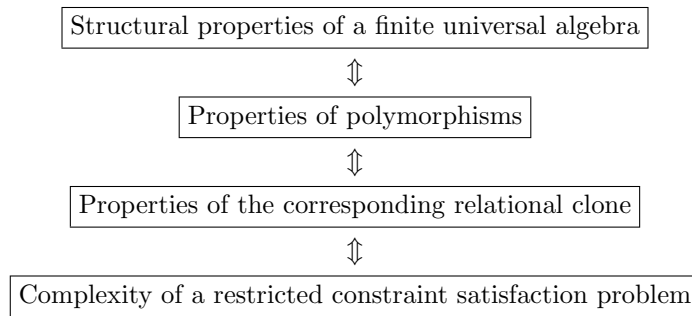 Structural properties of a finite universal algebra
⇕
Properties of polymorphisms
⇕
Properties of the corresponding relational clone
⇕
Complexity of a restricted constraint satisfaction problem